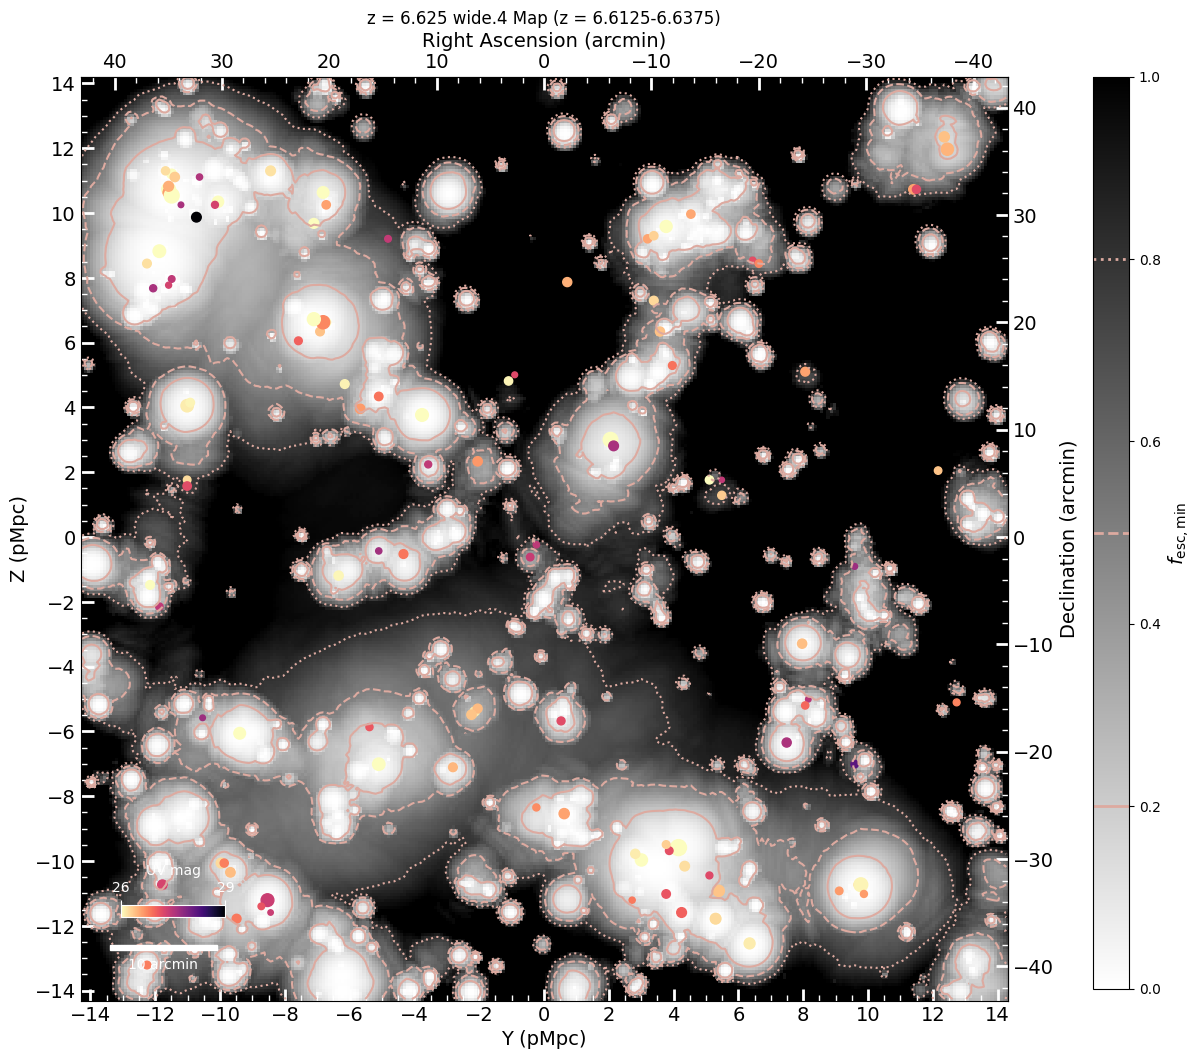 z = 6.625 wide.4 Map (z = 6.6125-6.6375)
Right Ascension (arcmin)
40 30 20 10 0 −10 −20 −30 −40
14 12 10 8 6 4 2 0 −2 −4 −6 −8 −10 −12 −14
Z (pMpc)
40 30 20 10 0 −10 −20 −30 −40
Declination (arcmin)
UV mag
26 29
10 arcmin
−14 −12 −10 −8 −6 −4 −2 0 2 4 6 8 10 12 14
Y (pMpc)
1.0
0.8
0.6
0.4
0.2
0.0
fesc,min